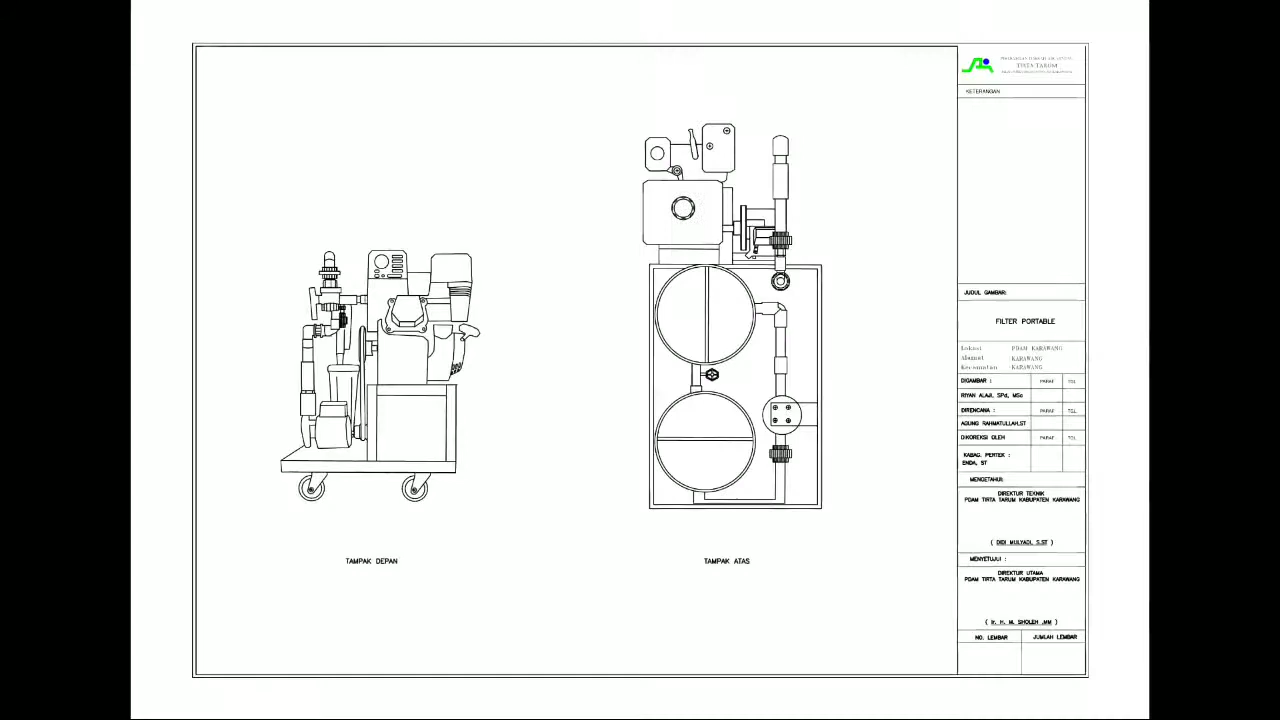 TIRTA TARUM
KETERANGAN
JUDUL GAMBAR:
FILTER PORTABLE
Lokasi : PDAM KARAWANG
Alamat : KARAWANG
Kecamatan : KARAWANG
DIGAMBAR : PARAF TGL
RIYAN ALAJI, SPd, MSc
DIRENCANA : PARAF TGL
AGUNG RAHMATULLAH,ST
DIKOREKSI OLEH PARAF TGL
KABAG. PERTEK :
ENDA, ST
MENGETAHUI:
DIREKTUR TEKNIK
PDAM TIRTA TARUM KABUPATEN KARAWANG
( DIDI MULYADI, S.ST )
MENYETUJUI :
DIREKTUR UTAMA
PDAM TIRTA TARUM KABUPATEN KARAWANG
( Ir. H. M. SHOLEH ,MM )
NO. LEMBAR JUMLAH LEMBAR
TAMPAK DEPAN
TAMPAK ATAS